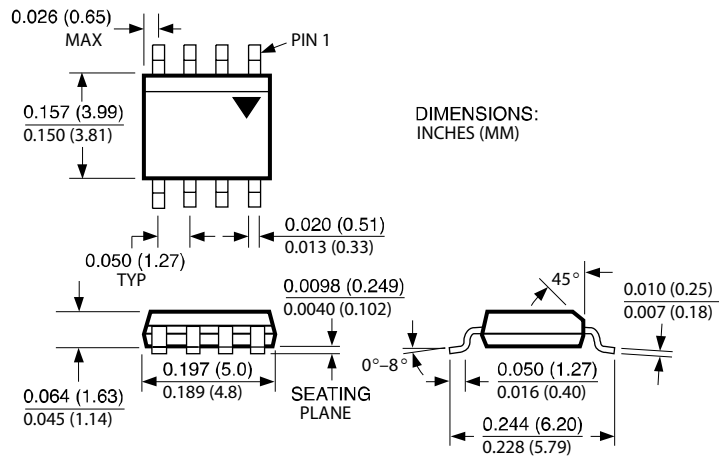 0.026 (0.65)
MAX
PIN 1
0.157 (3.99)
0.150 (3.81)
DIMENSIONS:
INCHES (MM)
0.020 (0.51)
0.013 (0.33)
0.050 (1.27)
TYP
0.0098 (0.249)
0.0040 (0.102)
45°
0.010 (0.25)
0.007 (0.18)
0°–8°
0.197 (5.0)
0.189 (4.8)
SEATING
PLANE
0.050 (1.27)
0.016 (0.40)
0.064 (1.63)
0.045 (1.14)
0.244 (6.20)
0.228 (5.79)